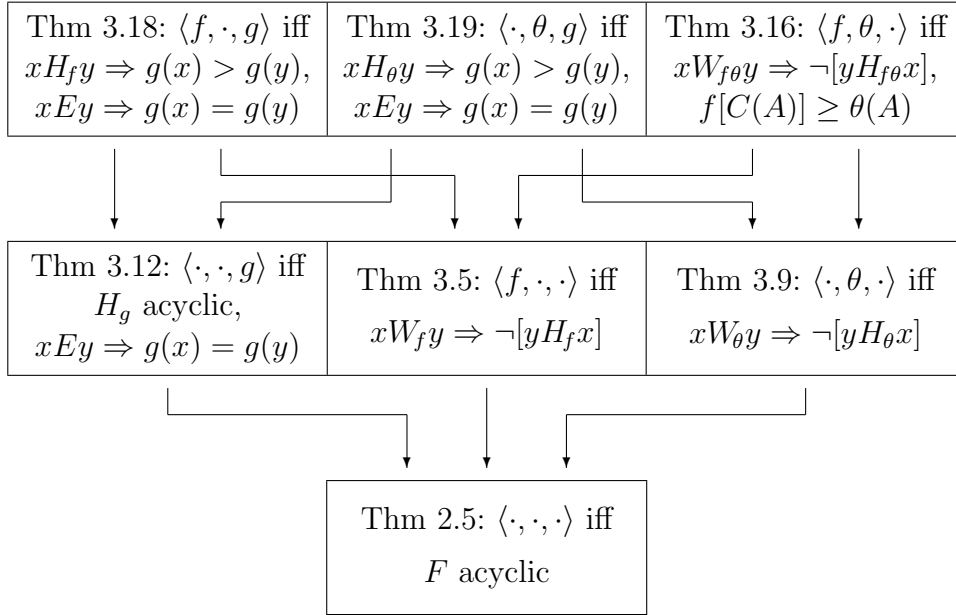 Thm 3.18: ⟨f, ·, g⟩ iff
xH_f y ⇒ g(x) > g(y),
xEy ⇒ g(x) = g(y)
Thm 3.19: ⟨·, θ, g⟩ iff
xH_θ y ⇒ g(x) > g(y),
xEy ⇒ g(x) = g(y)
Thm 3.16: ⟨f, θ, ·⟩ iff
xW_{fθ} y ⇒ ¬[yH_{fθ} x],
f[C(A)] ≥ θ(A)
Thm 3.12: ⟨·, ·, g⟩ iff
H_g acyclic,
xEy ⇒ g(x) = g(y)
Thm 3.5: ⟨f, ·, ·⟩ iff
xW_f y ⇒ ¬[yH_f x]
Thm 3.9: ⟨·, θ, ·⟩ iff
xW_θ y ⇒ ¬[yH_θ x]
Thm 2.5: ⟨·, ·, ·⟩ iff
F acyclic